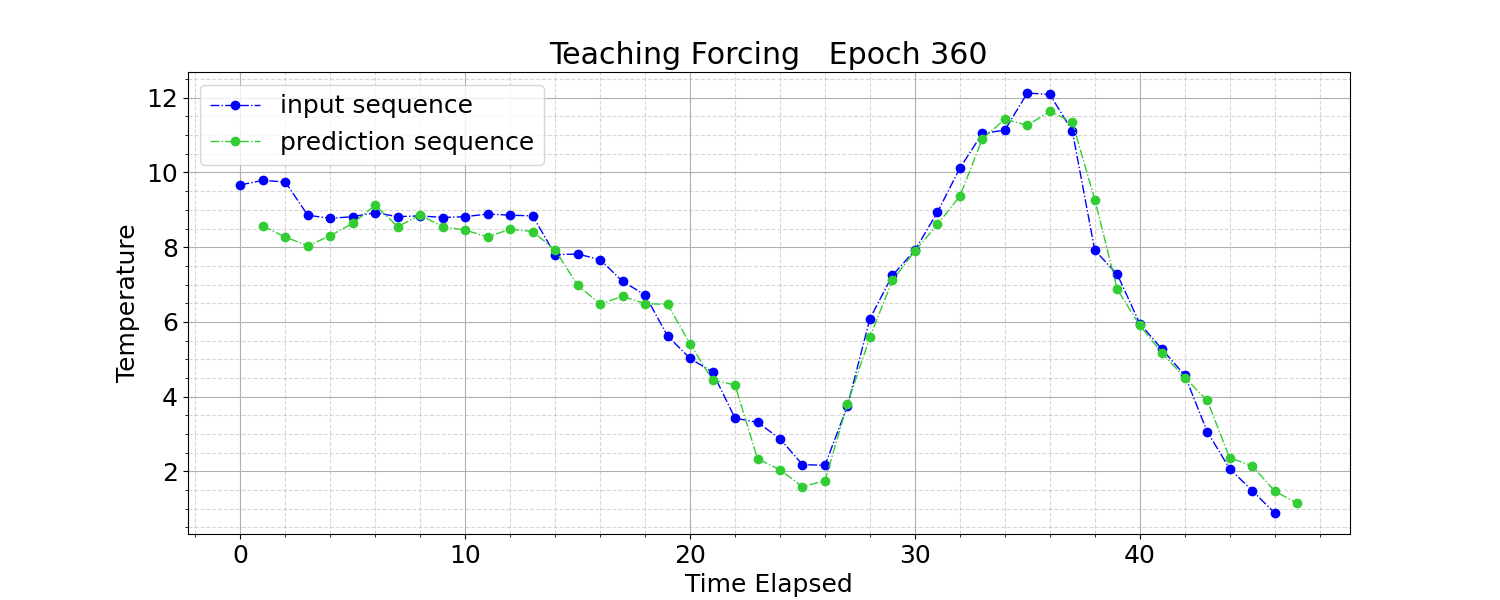 Teaching Forcing   Epoch 360
input sequence
prediction sequence
12
10
8
6
4
2
Temperature
0 10 20 30 40
Time Elapsed